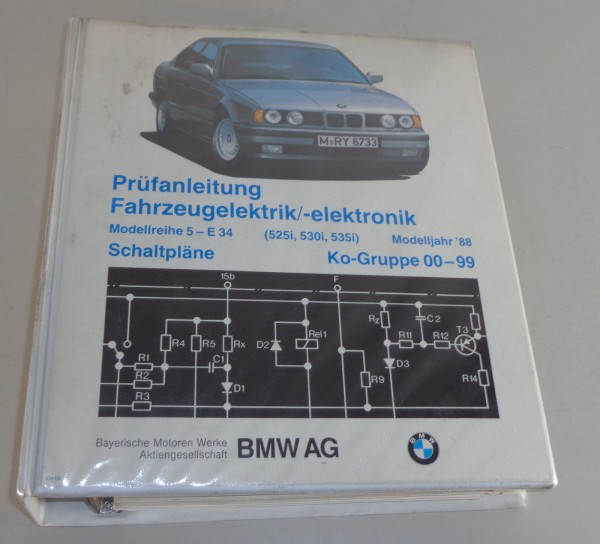 M·RY 6733
Prüfanleitung
Fahrzeugelektrik/-elektronik
Modellreihe 5 – E 34 (525i, 530i, 535i) Modelljahr '88
Schaltpläne Ko-Gruppe 00–99
15b F
R4 R5 Rx D2 Rel1 Rz C2 T3
R11 R12
R1 C1 D3
R2 D1 R9 R14
R3
Bayerische Motoren Werke
Aktiengesellschaft
BMW AG
BMW